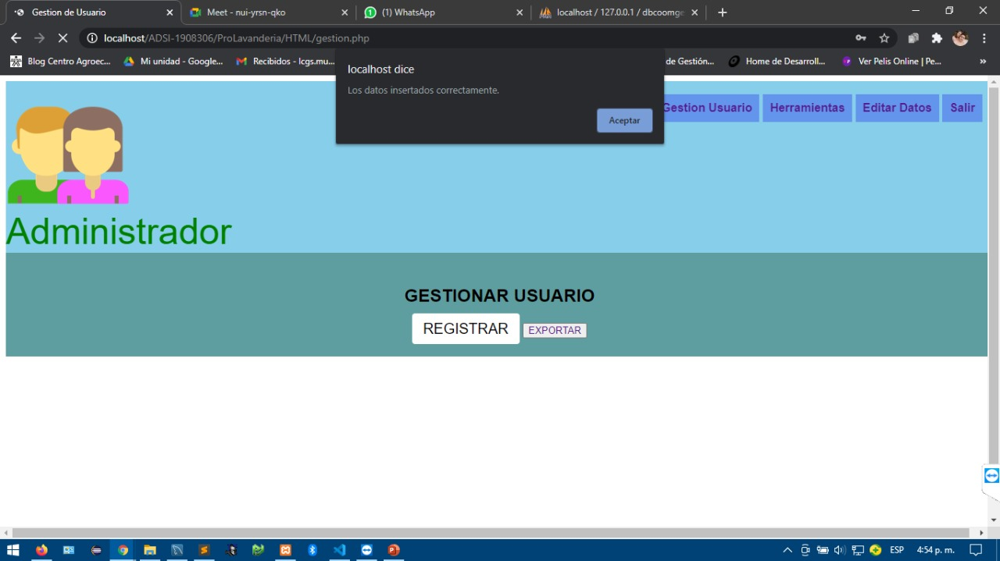 Gestion de Usuario
Meet - nui-yrsn-qko
(1) WhatsApp
localhost / 127.0.0.1 / dbcoomge
localhost/ADSI-1908306/ProLavanderia/HTML/gestion.php
Blog Centro Agroec...
Mi unidad - Google...
Recibidos - lcgs.mu...
de Gestión...
Home de Desarroll...
Ver Pelis Online | Pe...
»
localhost dice
Los datos insertados correctamente.
Aceptar
Gestion Usuario
Herramientas
Editar Datos
Salir
Administrador
GESTIONAR USUARIO
REGISTRAR
EXPORTAR
ESP
4:54 p. m.